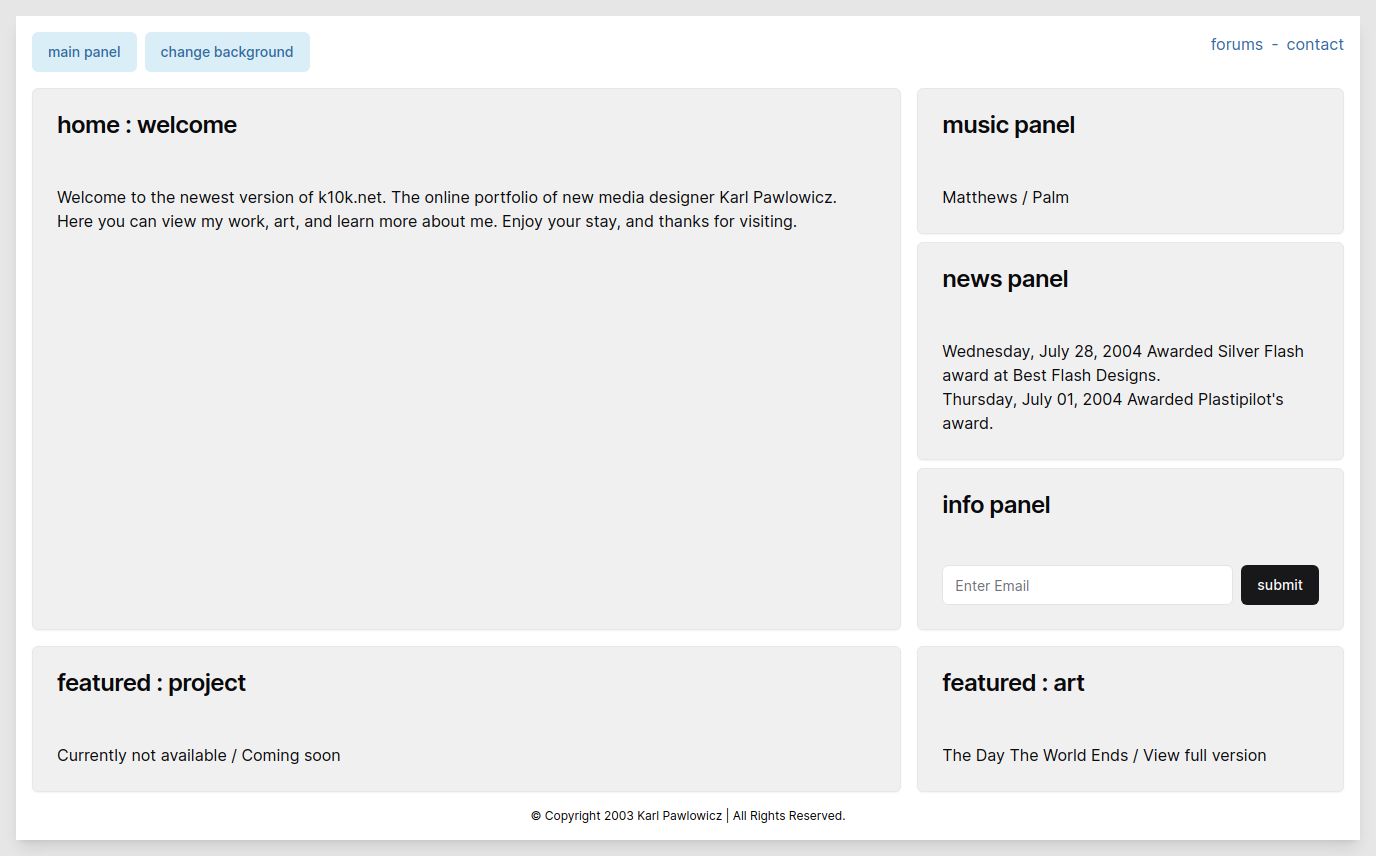 main panel
change background
forums - contact
home : welcome
Welcome to the newest version of k10k.net. The online portfolio of new media designer Karl Pawlowicz.
Here you can view my work, art, and learn more about me. Enjoy your stay, and thanks for visiting.
music panel
Matthews / Palm
news panel
Wednesday, July 28, 2004 Awarded Silver Flash
award at Best Flash Designs.
Thursday, July 01, 2004 Awarded Plastipilot's
award.
info panel
Enter Email
submit
featured : project
Currently not available / Coming soon
featured : art
The Day The World Ends / View full version
© Copyright 2003 Karl Pawlowicz | All Rights Reserved.